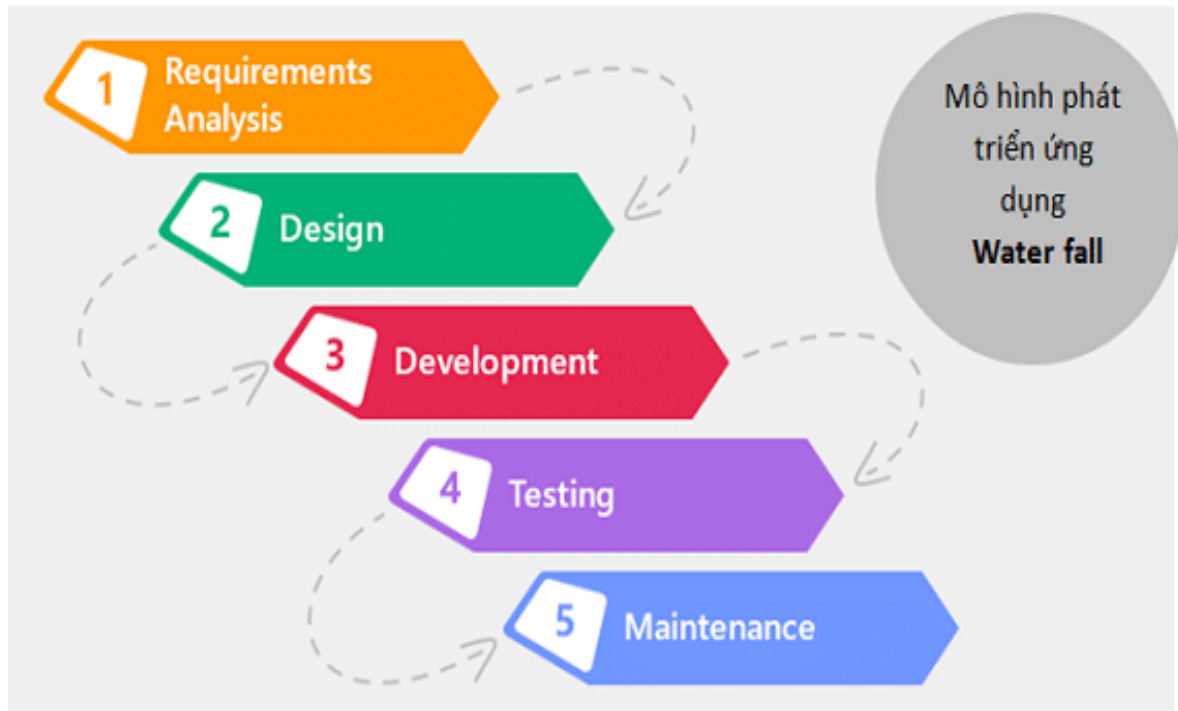 1
Requirements
Analysis
2
Design
3
Development
4
Testing
5
Maintenance
Mô hình phát
triển ứng
dụng
Water fall